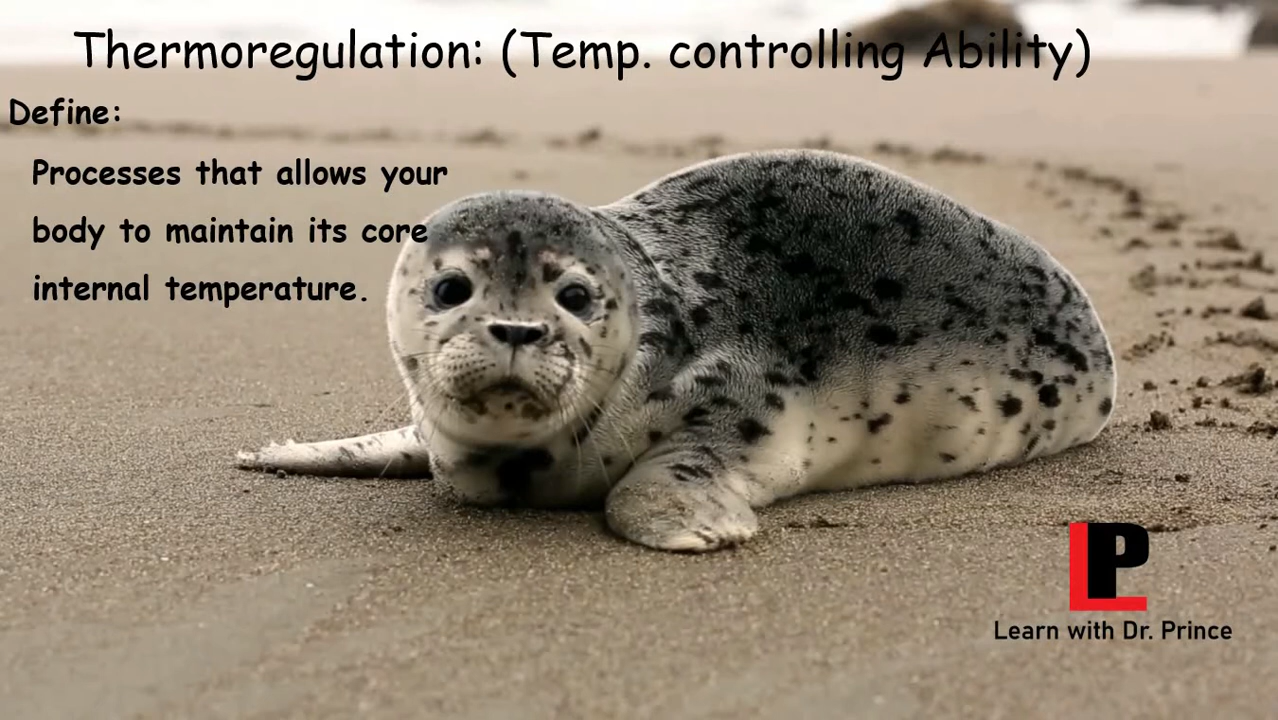 Thermoregulation: (Temp. controlling Ability)
Define:
Processes that allows your
body to maintain its core
internal temperature.
LP
Learn with Dr. Prince